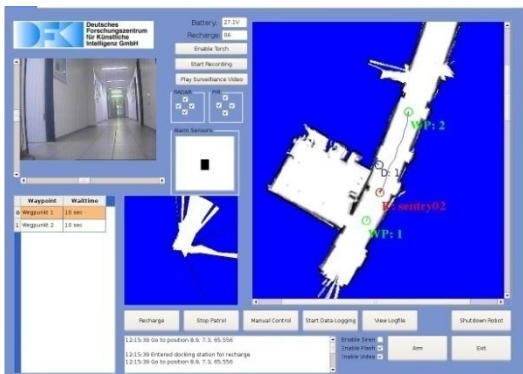 DFKI
Deutsches
Forschungszentrum
für Künstliche
Intelligenz GmbH
Battery: 27.1V
Recharge: 0A
Enable Torch
Start Recording
Play Surveillance Video
RADAR
PIR
Alarm Sensors
WP: 2
D: 1
R: sentry02
WP: 1
Waypoint Waittime
0 Wegpunkt 1 10 sec
1 Wegpunkt 2 10 sec
Recharge
Stop Patrol
Manual Control
Start Data Logging
View Logfile
Shutdown Robot
12:15:39 Go to position 8.9, 7.3, 65.556
12:15:39 Entered docking station for recharge
12:15:39 Go to position 8.9, 7.3, 65.556
Enable Siren
Enable Flash
Enable Video
Arm
Exit